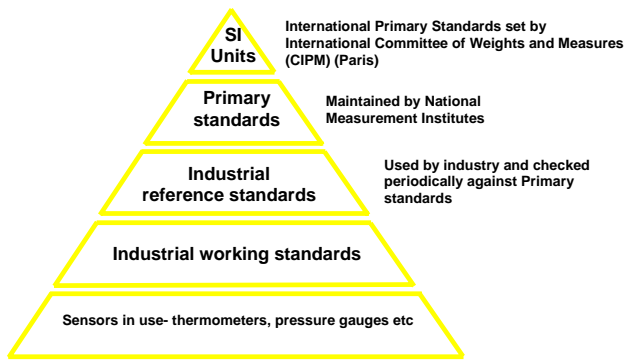 SI
Units
International Primary Standards set by
International Committee of Weights and Measures
(CIPM) (Paris)
Primary
standards
Maintained by National
Measurement Institutes
Industrial
reference standards
Used by industry and checked
periodically against Primary
standards
Industrial working standards
Sensors in use- thermometers, pressure gauges etc